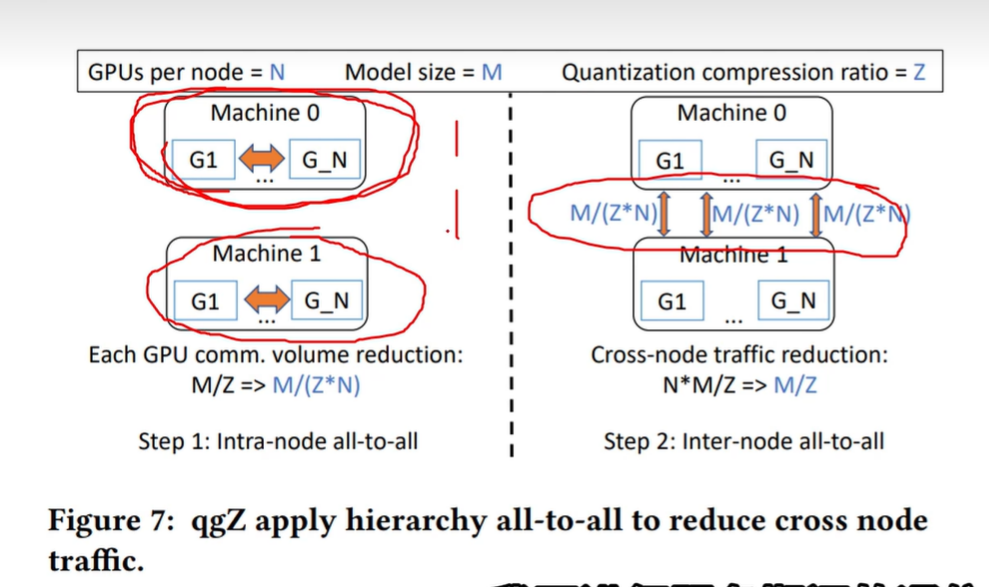 GPUs per node = N Model size = M Quantization compression ratio = Z
Machine 0
G1 G_N
...
Machine 1
G1 G_N
...
Each GPU comm. volume reduction:
M/Z => M/(Z*N)
Step 1: Intra-node all-to-all
Machine 0
G1 G_N
...
M/(Z*N) M/(Z*N) M/(Z*N)
Machine 1
G1 G_N
...
Cross-node traffic reduction:
N*M/Z => M/Z
Step 2: Inter-node all-to-all
Figure 7: qgZ apply hierarchy all-to-all to reduce cross node
traffic.